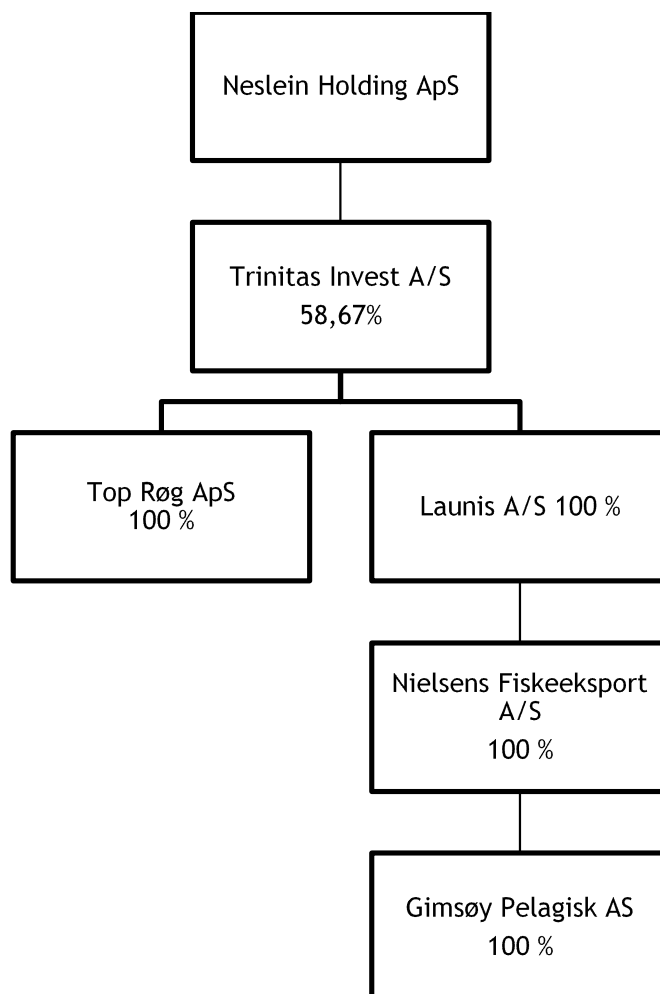 Neslein Holding ApS
Trinitas Invest A/S
58,67%
Top Røg ApS
100 %
Launis A/S 100 %
Nielsens Fiskeeksport
A/S
100 %
Gimsøy Pelagisk AS
100 %